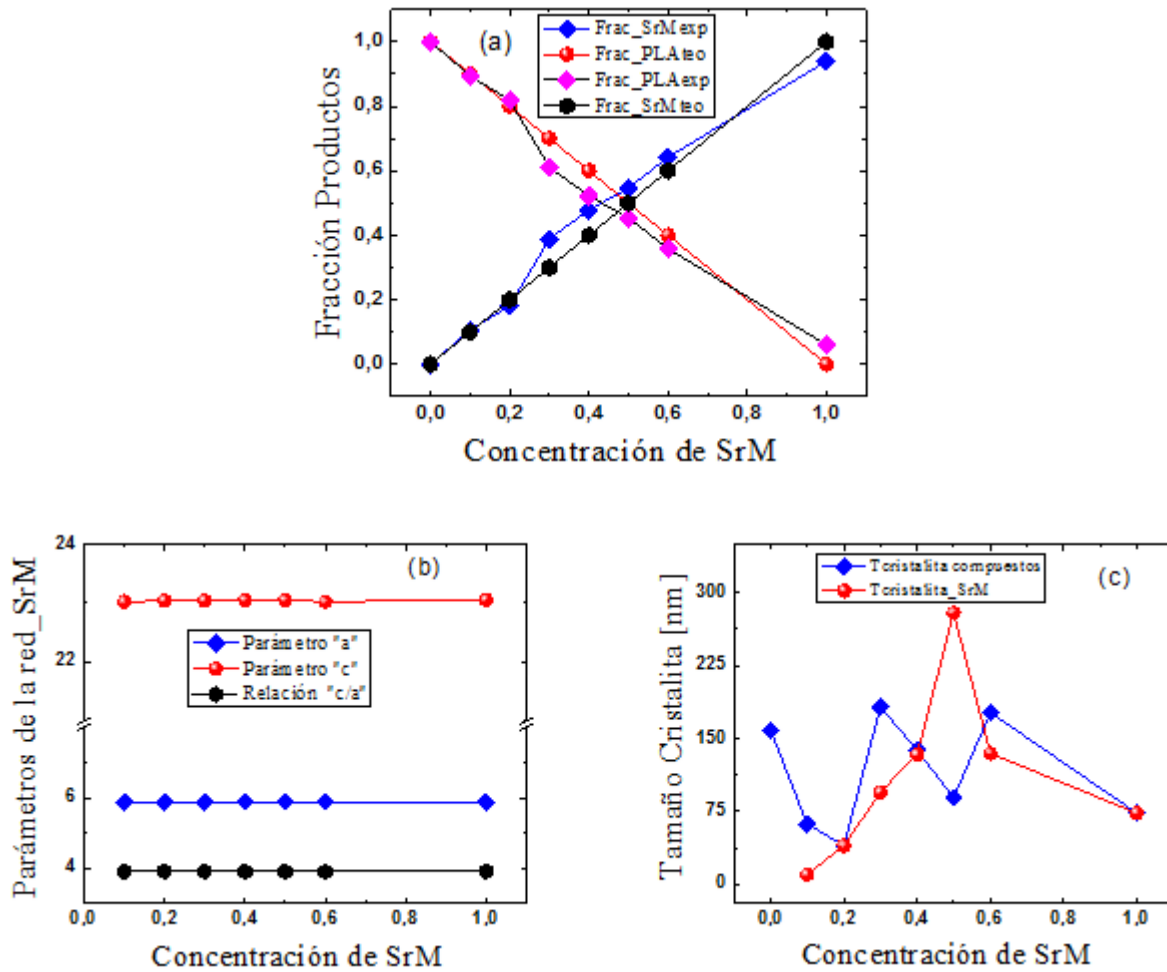 (a)
Frac_SrMexp
Frac_PLAteo
Frac_PLAexp
Frac_SrMteo
Fracción Productos
1,0
0,8
0,6
0,4
0,2
0,0
0,0 0,2 0,4 0,6 0,8 1,0
Concentración de SrM
(b)
Parámetros de la red_SrM
24
22
6
4
Parámetro "a"
Parámetro "c"
Relación "c/a"
0,0 0,2 0,4 0,6 0,8 1,0
Concentración de SrM
(c)
Tcristalita compuestos
Tcristalita_SrM
Tamaño Cristalita [nm]
300
225
150
75
0
0,0 0,2 0,4 0,6 0,8 1,0
Concentración de SrM